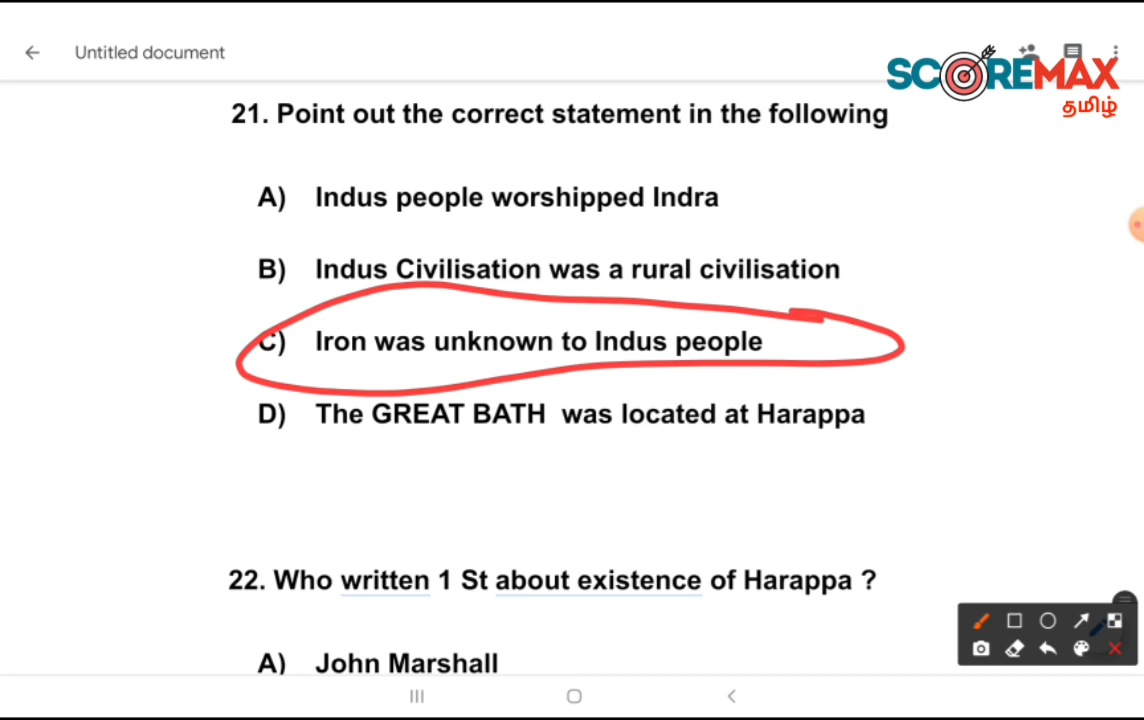 Untitled document
SCOREMAX
தமிழ்
21. Point out the correct statement in the following
A) Indus people worshipped Indra
B) Indus Civilisation was a rural civilisation
C) Iron was unknown to Indus people
D) The GREAT BATH was located at Harappa
22. Who written 1 St about existence of Harappa ?
A) John Marshall